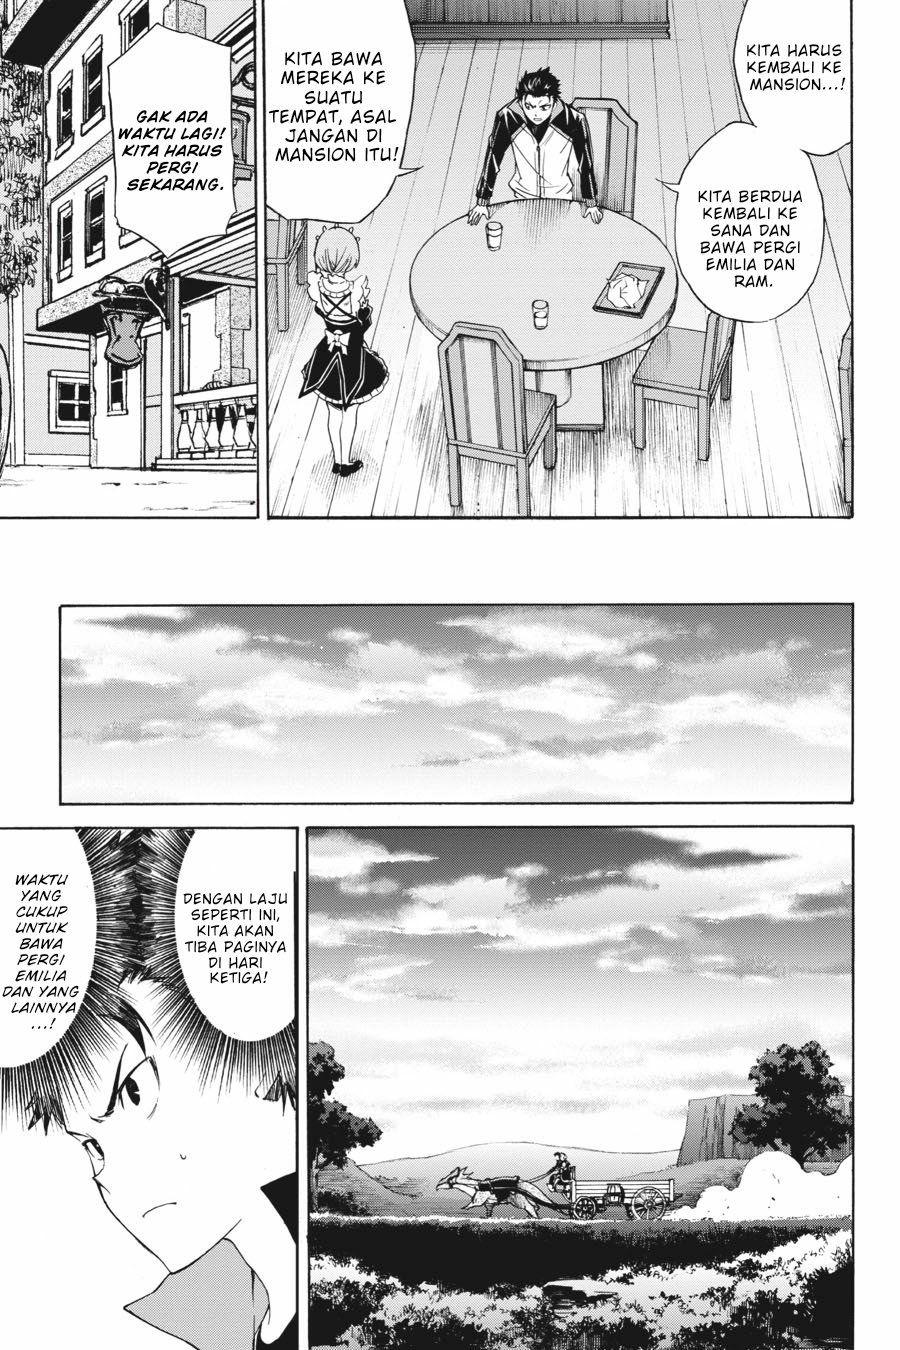 KITA HARUS
KEMBALI KE
MANSION...!
KITA BERDUA
KEMBALI KE
SANA DAN
BAWA PERGI
EMILIA DAN
RAM.
KITA BAWA
MEREKA KE
SUATU
TEMPAT, ASAL
JANGAN DI
MANSION ITU!
GAK ADA
WAKTU LAGI!
KITA HARUS
PERGI
SEKARANG.
DENGAN LAJU
SEPERTI INI,
KITA AKAN
TIBA PAGINYA
DI HARI
KETIGA!
WAKTU
YANG
CUKUP
UNTUK
BAWA
PERGI
EMILIA
DAN YANG
LAINNYA
...!